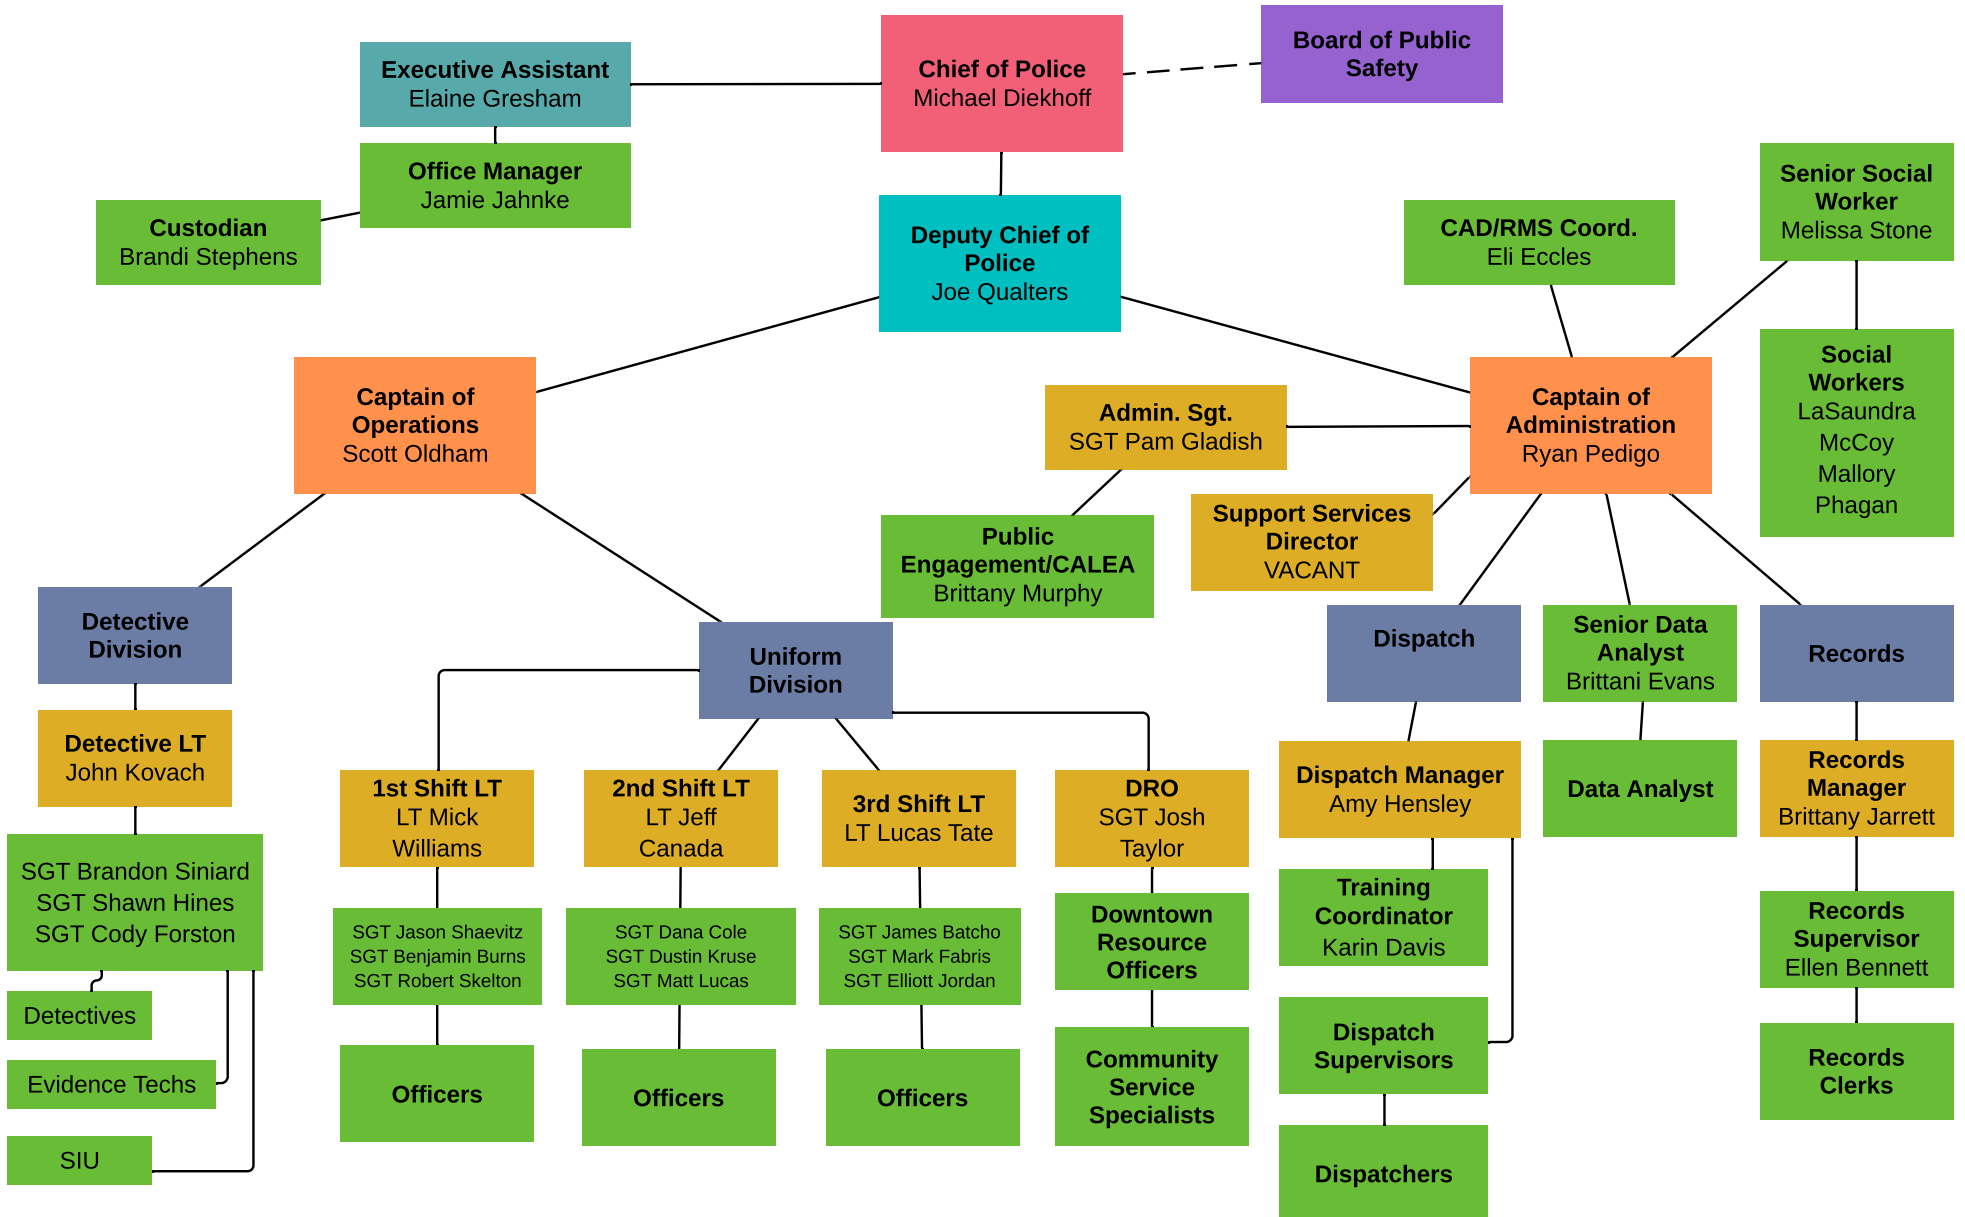 Board of Public
Safety
Chief of Police
Michael Diekhoff
Executive Assistant
Elaine Gresham
Office Manager
Jamie Jahnke
Custodian
Brandi Stephens
Deputy Chief of
Police
Joe Qualters
CAD/RMS Coord.
Eli Eccles
Senior Social
Worker
Melissa Stone
Social
Workers
LaSaundra
McCoy
Mallory
Phagan
Captain of
Operations
Scott Oldham
Captain of
Administration
Ryan Pedigo
Admin. Sgt.
SGT Pam Gladish
Support Services
Director
VACANT
Public
Engagement/CALEA
Brittany Murphy
Detective
Division
Uniform
Division
Dispatch
Senior Data
Analyst
Brittani Evans
Records
Detective LT
John Kovach
1st Shift LT
LT Mick
Williams
2nd Shift LT
LT Jeff
Canada
3rd Shift LT
LT Lucas Tate
DRO
SGT Josh
Taylor
Dispatch Manager
Amy Hensley
Data Analyst
Records
Manager
Brittany Jarrett
SGT Brandon Siniard
SGT Shawn Hines
SGT Cody Forston
SGT Jason Shaevitz
SGT Benjamin Burns
SGT Robert Skelton
SGT Dana Cole
SGT Dustin Kruse
SGT Matt Lucas
SGT James Batcho
SGT Mark Fabris
SGT Elliott Jordan
Downtown
Resource
Officers
Training
Coordinator
Karin Davis
Records
Supervisor
Ellen Bennett
Detectives
Evidence Techs
SIU
Officers
Officers
Officers
Community
Service
Specialists
Dispatch
Supervisors
Dispatchers
Records
Clerks